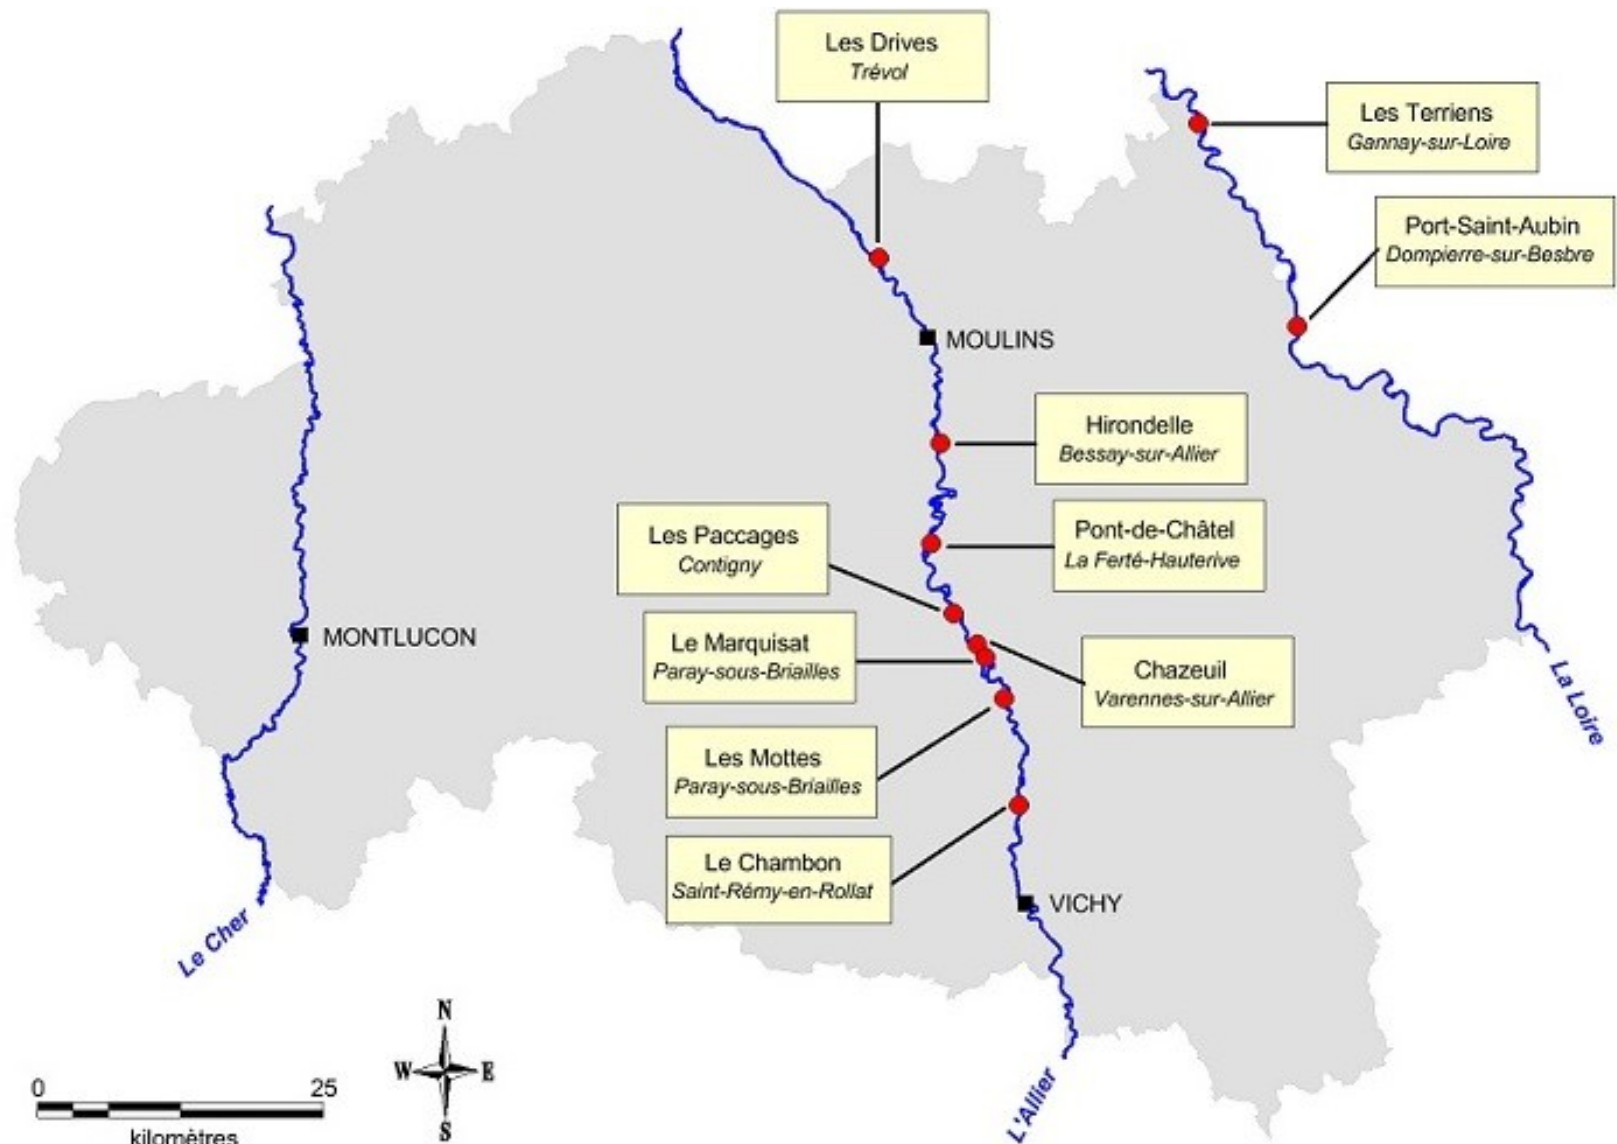 Les Drives
Trévol
Les Terriens
Gannay-sur-Loire
Port-Saint-Aubin
Dompierre-sur-Besbre
MOULINS
Hirondelle
Bessay-sur-Allier
Les Paccages
Contigny
Pont-de-Châtel
La Ferté-Hauterive
Le Marquisat
Paray-sous-Briailles
MONTLUCON
Chazeuil
Varennes-sur-Allier
La Loire
Les Mottes
Paray-sous-Briailles
Le Chambon
Saint-Rémy-en-Rollat
VICHY
Le Cher
L'Allier
N
W E
S
0 25
kilomètres